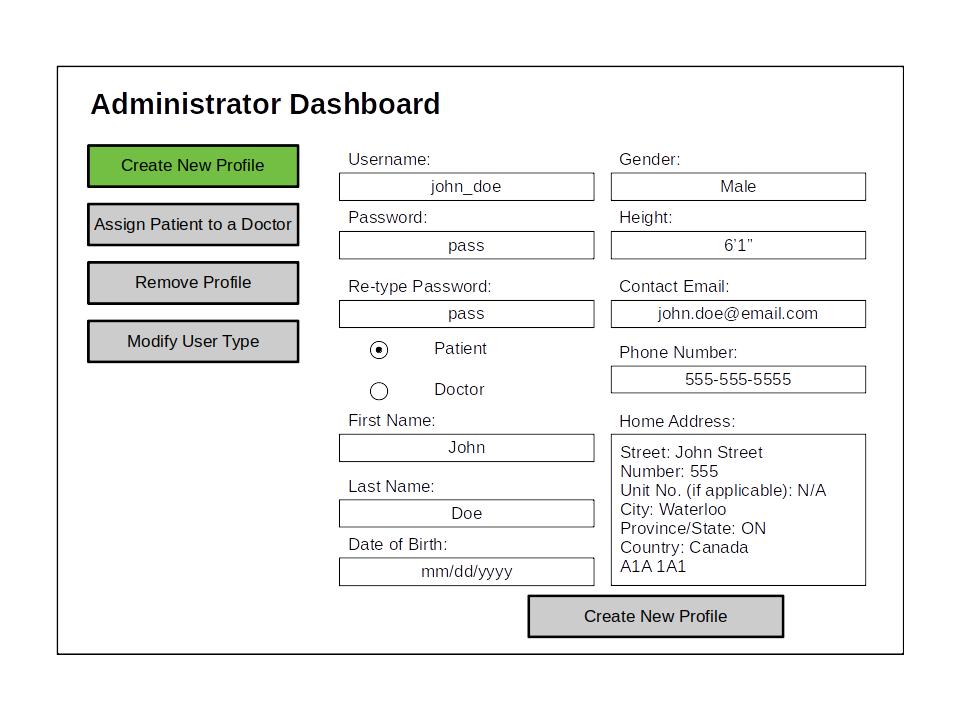 Administrator Dashboard
Create New Profile
Assign Patient to a Doctor
Remove Profile
Modify User Type
Username:
john_doe
Password:
pass
Re-type Password:
pass
Patient
Doctor
First Name:
John
Last Name:
Doe
Date of Birth:
mm/dd/yyyy
Gender:
Male
Height:
6’1”
Contact Email:
john.doe@email.com
Phone Number:
555-555-5555
Home Address:
Street: John Street
Number: 555
Unit No. (if applicable): N/A
City: Waterloo
Province/State: ON
Country: Canada
A1A 1A1
Create New Profile